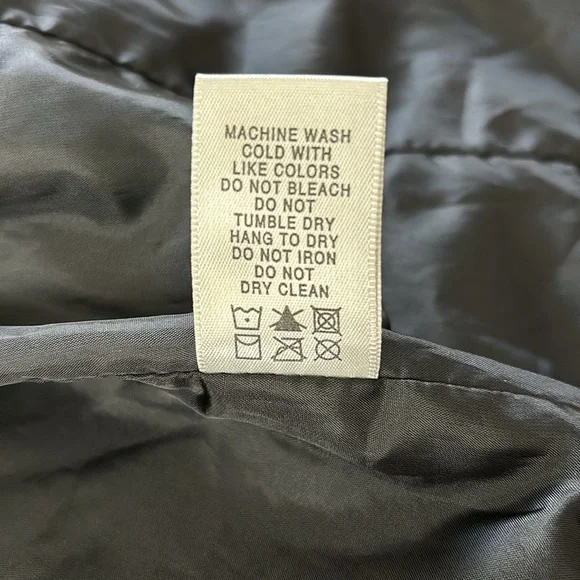 MACHINE WASH
COLD WITH
LIKE COLORS
DO NOT BLEACH
DO NOT
TUMBLE DRY
HANG TO DRY
DO NOT IRON
DO NOT
DRY CLEAN